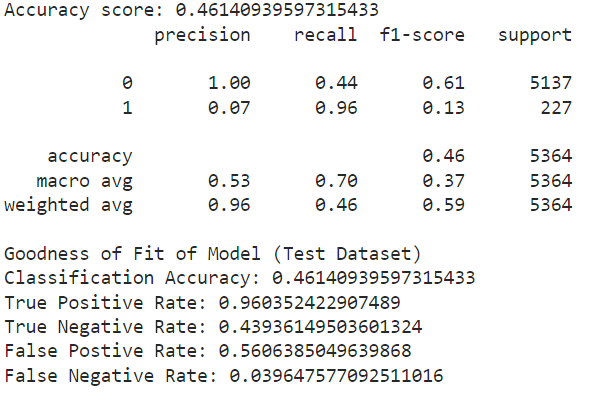 Accuracy score: 0.46140939597315433
precision recall f1-score support
0 1.00 0.44 0.61 5137
1 0.07 0.96 0.13 227
accuracy 0.46 5364
macro avg 0.53 0.70 0.37 5364
weighted avg 0.96 0.46 0.59 5364
Goodness of Fit of Model (Test Dataset)
Classification Accuracy: 0.46140939597315433
True Positive Rate: 0.960352422907489
True Negative Rate: 0.43936149503601324
False Postive Rate: 0.5606385049639868
False Negative Rate: 0.039647577092511016